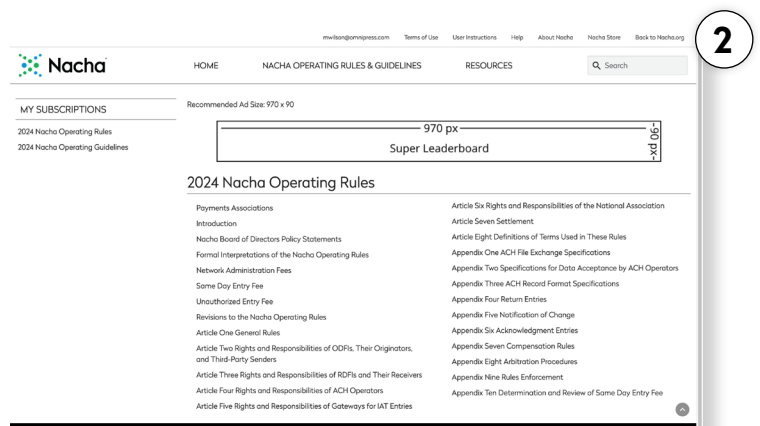 mwilson@omnipress.com Terms of Use User Instructions Help About Nacha Nacha Store Back to Nacha.org
2
Nacha
HOME NACHA OPERATING RULES & GUIDELINES RESOURCES Search
MY SUBSCRIPTIONS
2024 Nacha Operating Rules
2024 Nacha Operating Guidelines
Recommended Ad Size: 970 x 90
970 px
Super Leaderboard
90 px
2024 Nacha Operating Rules
Payments Associations
Introduction
Nacha Board of Directors Policy Statements
Formal Interpretations of the Nacha Operating Rules
Network Administration Fees
Same Day Entry Fee
Unauthorized Entry Fee
Revisions to the Nacha Operating Rules
Article One General Rules
Article Two Rights and Responsibilities of ODFIs, Their Originators,
and Third-Party Senders
Article Three Rights and Responsibilities of RDFIs and Their Receivers
Article Four Rights and Responsibilities of ACH Operators
Article Five Rights and Responsibilities of Gateways for IAT Entries
Article Six Rights and Responsibilities of the National Association
Article Seven Settlement
Article Eight Definitions of Terms Used in These Rules
Appendix One ACH File Exchange Specifications
Appendix Two Specifications for Data Acceptance by ACH Operators
Appendix Three ACH Record Format Specifications
Appendix Four Return Entries
Appendix Five Notification of Change
Appendix Six Acknowledgment Entries
Appendix Seven Compensation Rules
Appendix Eight Arbitration Procedures
Appendix Nine Rules Enforcement
Appendix Ten Determination and Review of Same Day Entry Fee